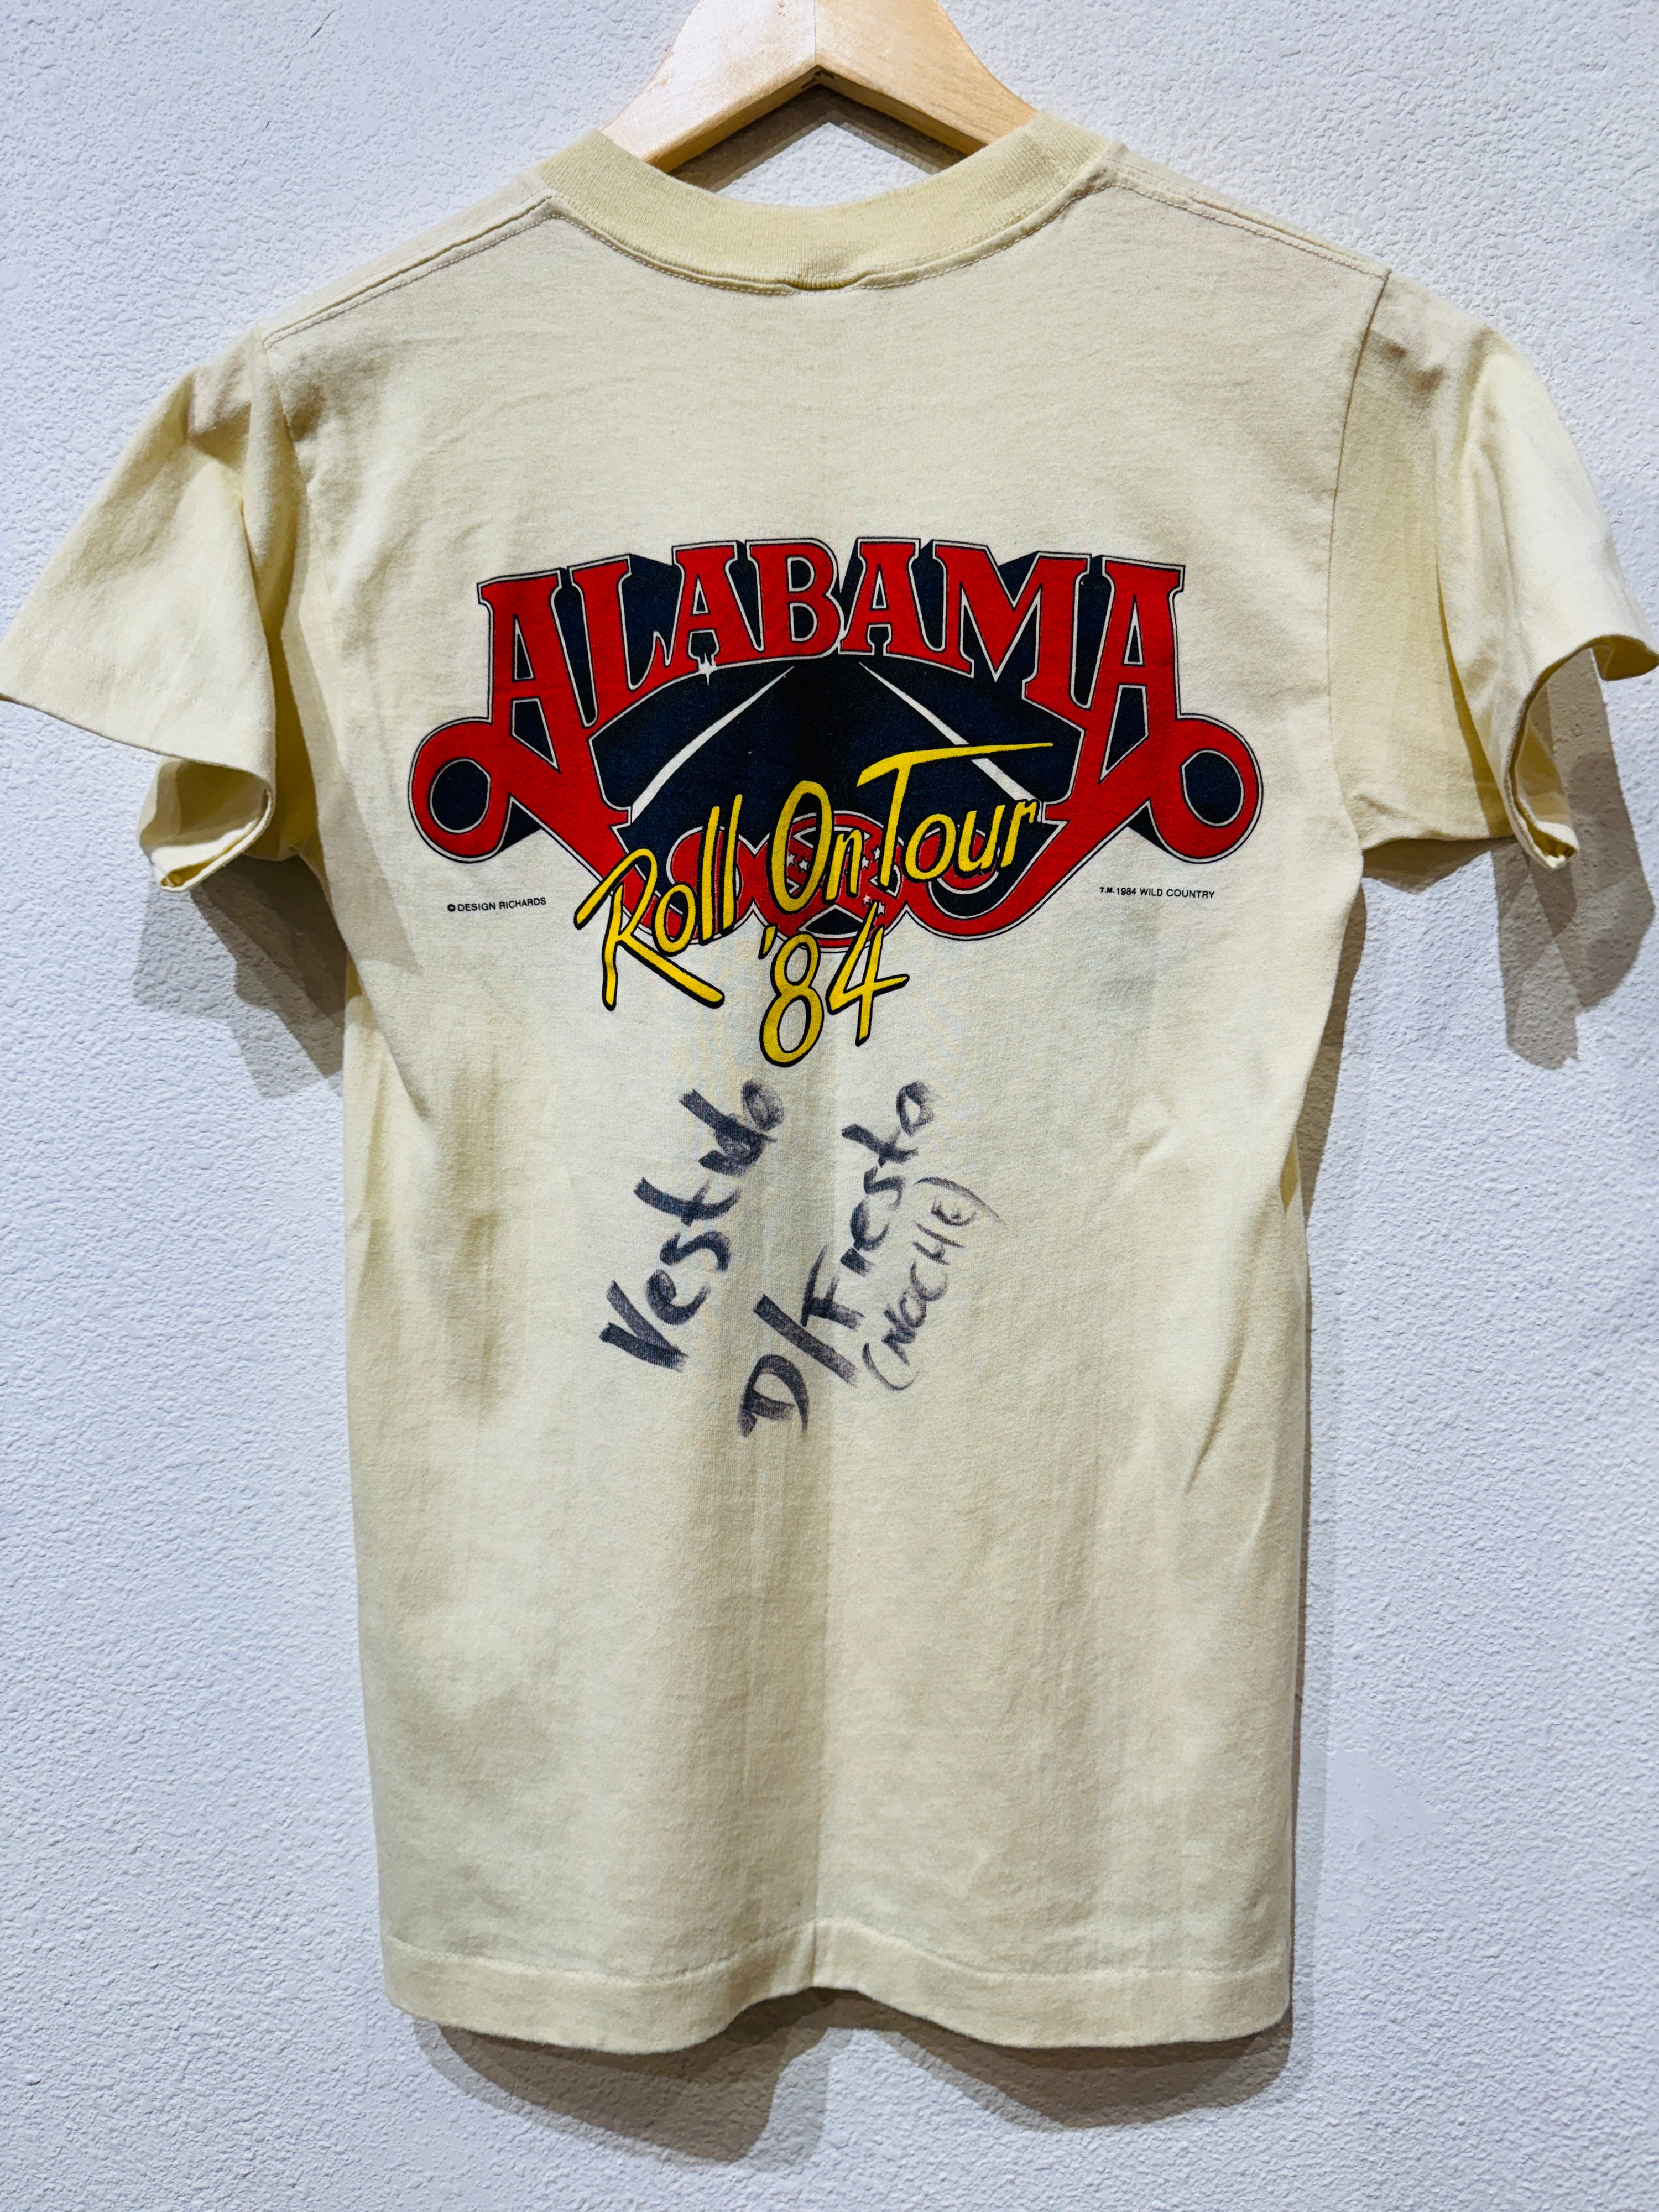 ALABAMA
Roll On Tour
'84
© DESIGN RICHARDS
T.M. 1984 WILD COUNTRY
Vestido
D/Fiesta
(NOCHE)